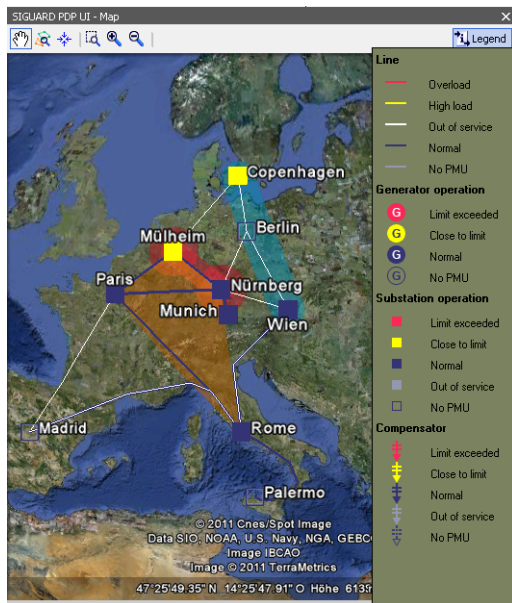 SIGUARD PDP UI - Map
Legend
Line
Overload
High load
Out of service
Normal
No PMU
Generator operation
G Limit exceeded
G Close to limit
G Normal
G No PMU
Substation operation
Limit exceeded
Close to limit
Normal
Out of service
No PMU
Compensator
Limit exceeded
Close to limit
Normal
Out of service
No PMU
Copenhagen
Berlin
Mülheim
Paris
Nürnberg
Munich
Wien
Madrid
Rome
Palermo
© 2011 Cnes/Spot Image
Data SIO, NOAA, U.S. Navy, NGA, GEBC
Image IBCAO
Image © 2011 TerraMetrics
47°25'49.35" N 14°25'47.91" O Höhe 613